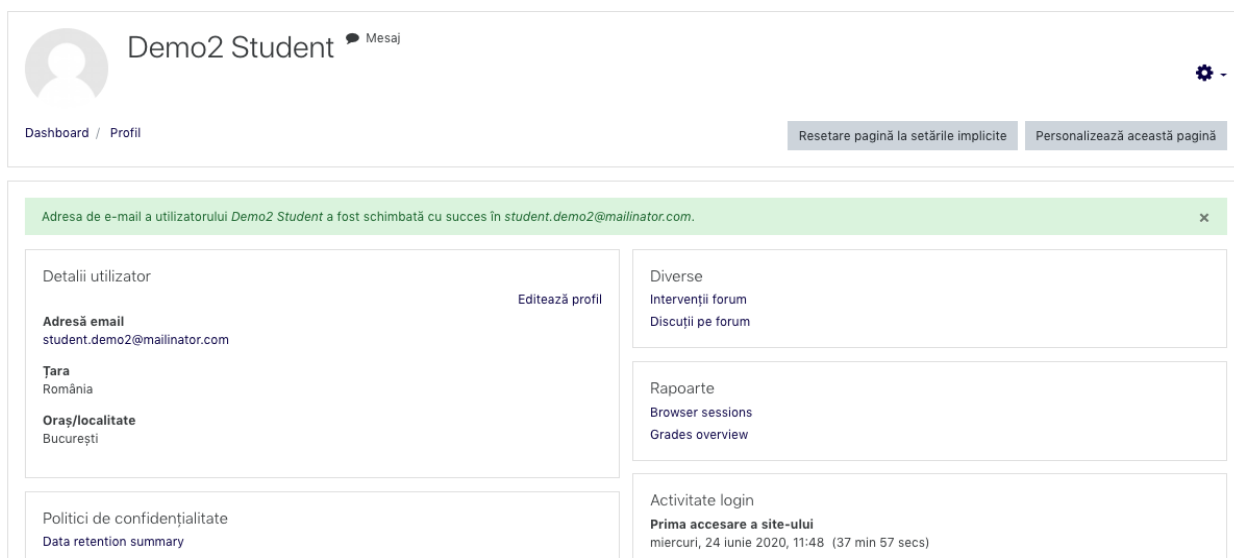 Demo2 Student Mesaj
Dashboard / Profil
Resetare pagină la setările implicite
Personalizează această pagină
Adresa de e-mail a utilizatorului Demo2 Student a fost schimbată cu succes în student.demo2@mailinator.com. ×
Detalii utilizator
Editează profil
Adresă email
student.demo2@mailinator.com
Țara
România
Oraș/localitate
București
Politici de confidențialitate
Data retention summary
Diverse
Intervenții forum
Discuții pe forum
Rapoarte
Browser sessions
Grades overview
Activitate login
Prima accesare a site-ului
miercuri, 24 iunie 2020, 11:48 (37 min 57 secs)